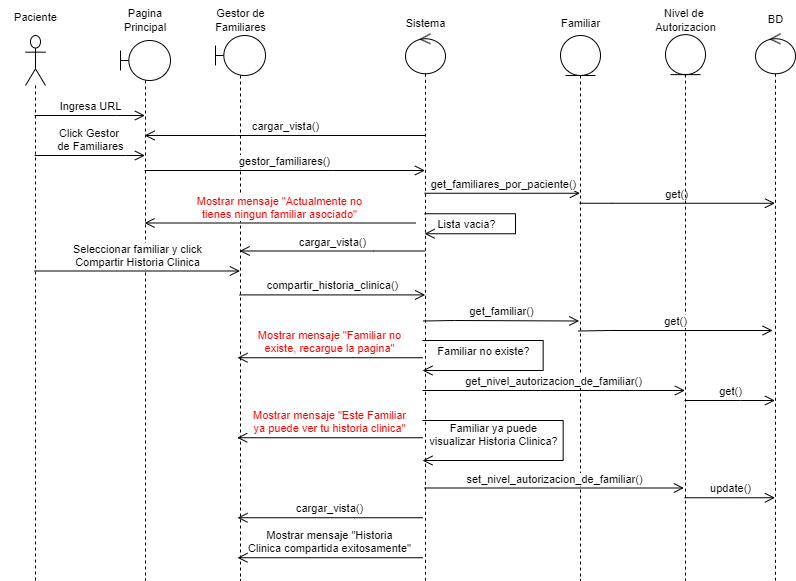 Paciente
Pagina
Principal
Gestor de
Familiares
Sistema
Familiar
Nivel de
Autorizacion
BD
Ingresa URL
cargar_vista()
Click Gestor
de Familiares
gestor_familiares()
get_familiares_por_paciente()
get()
Mostrar mensaje "Actualmente no
tienes ningun familiar asociado"
Lista vacia?
cargar_vista()
Seleccionar familiar y click
Compartir Historia Clinica
compartir_historia_clinica()
get_familiar()
get()
Mostrar mensaje "Familiar no
existe, recargue la pagina"
Familiar no existe?
get_nivel_autorizacion_de_familiar()
get()
Mostrar mensaje "Este Familiar
ya puede ver tu historia clinica"
Familiar ya puede
visualizar Historia Clinica?
set_nivel_autorizacion_de_familiar()
update()
cargar_vista()
Mostrar mensaje "Historia
Clinica compartida exitosamente"